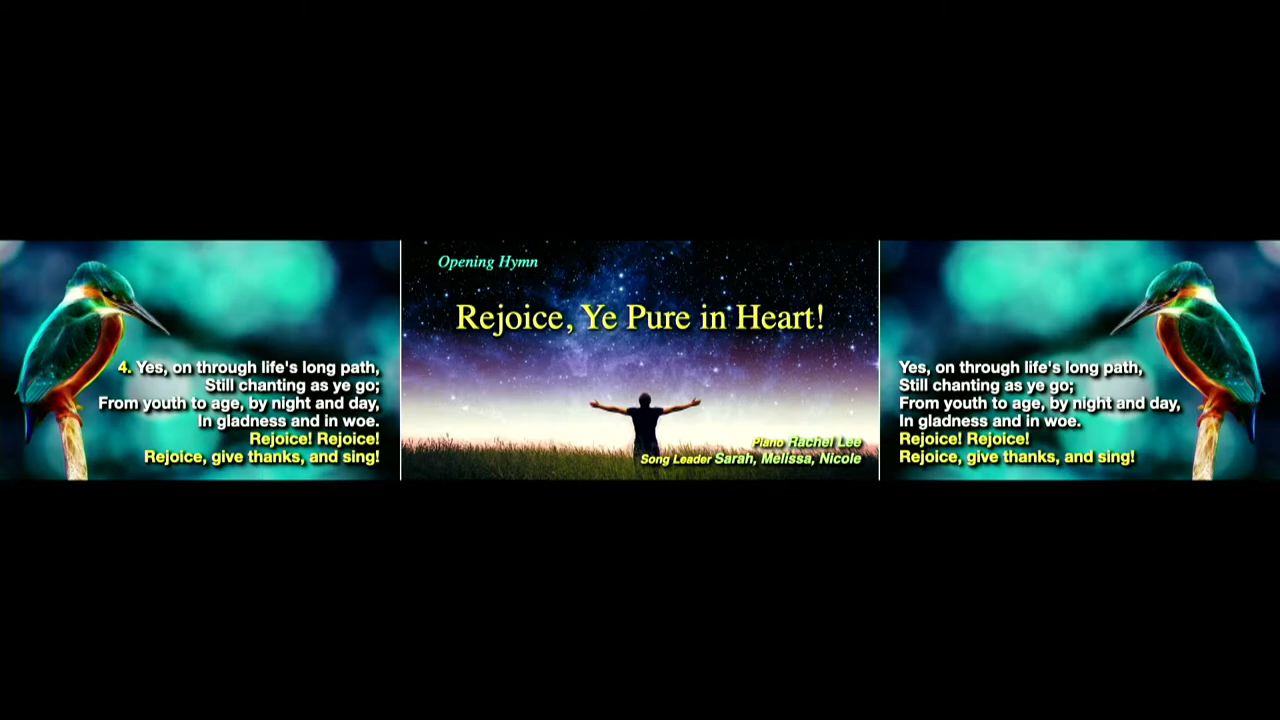 4. Yes, on through life's long path,
Still chanting as ye go;
From youth to age, by night and day,
In gladness and in woe.
Rejoice! Rejoice!
Rejoice, give thanks, and sing!
Opening Hymn
Rejoice, Ye Pure in Heart!
Piano Rachel Lee
Song Leader Sarah, Melissa, Nicole
Yes, on through life's long path,
Still chanting as ye go;
From youth to age, by night and day,
In gladness and in woe.
Rejoice! Rejoice!
Rejoice, give thanks, and sing!